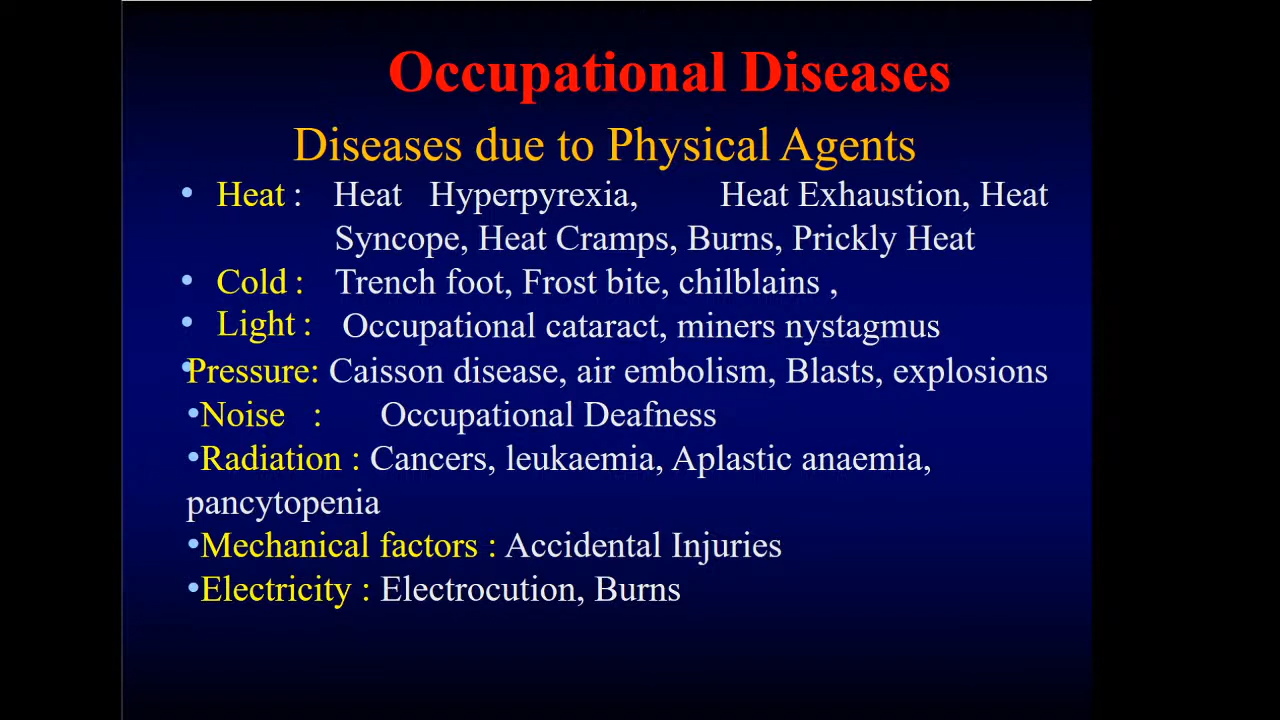 Occupational Diseases
Diseases due to Physical Agents
• Heat : Heat Hyperpyrexia, Heat Exhaustion, Heat
Syncope, Heat Cramps, Burns, Prickly Heat
• Cold : Trench foot, Frost bite, chilblains ,
• Light : Occupational cataract, miners nystagmus
•Pressure: Caisson disease, air embolism, Blasts, explosions
•Noise : Occupational Deafness
•Radiation : Cancers, leukaemia, Aplastic anaemia,
pancytopenia
•Mechanical factors : Accidental Injuries
•Electricity : Electrocution, Burns